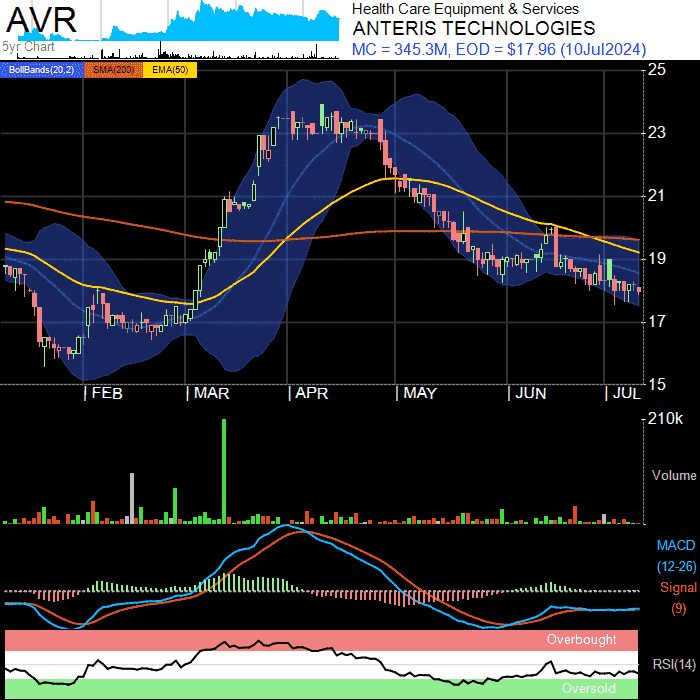 AVR
5yr Chart
Health Care Equipment & Services
ANTERIS TECHNOLOGIES
MC = 345.3M, EOD = $17.96 (10Jul2024)
BollBands(20,2) SMA(200) EMA(50)
25
23
21
19
17
15
FEB MAR APR MAY JUN JUL
210k
Volume
MACD
(12-26)
Signal
(9)
Overbought
RSI(14)
Oversold